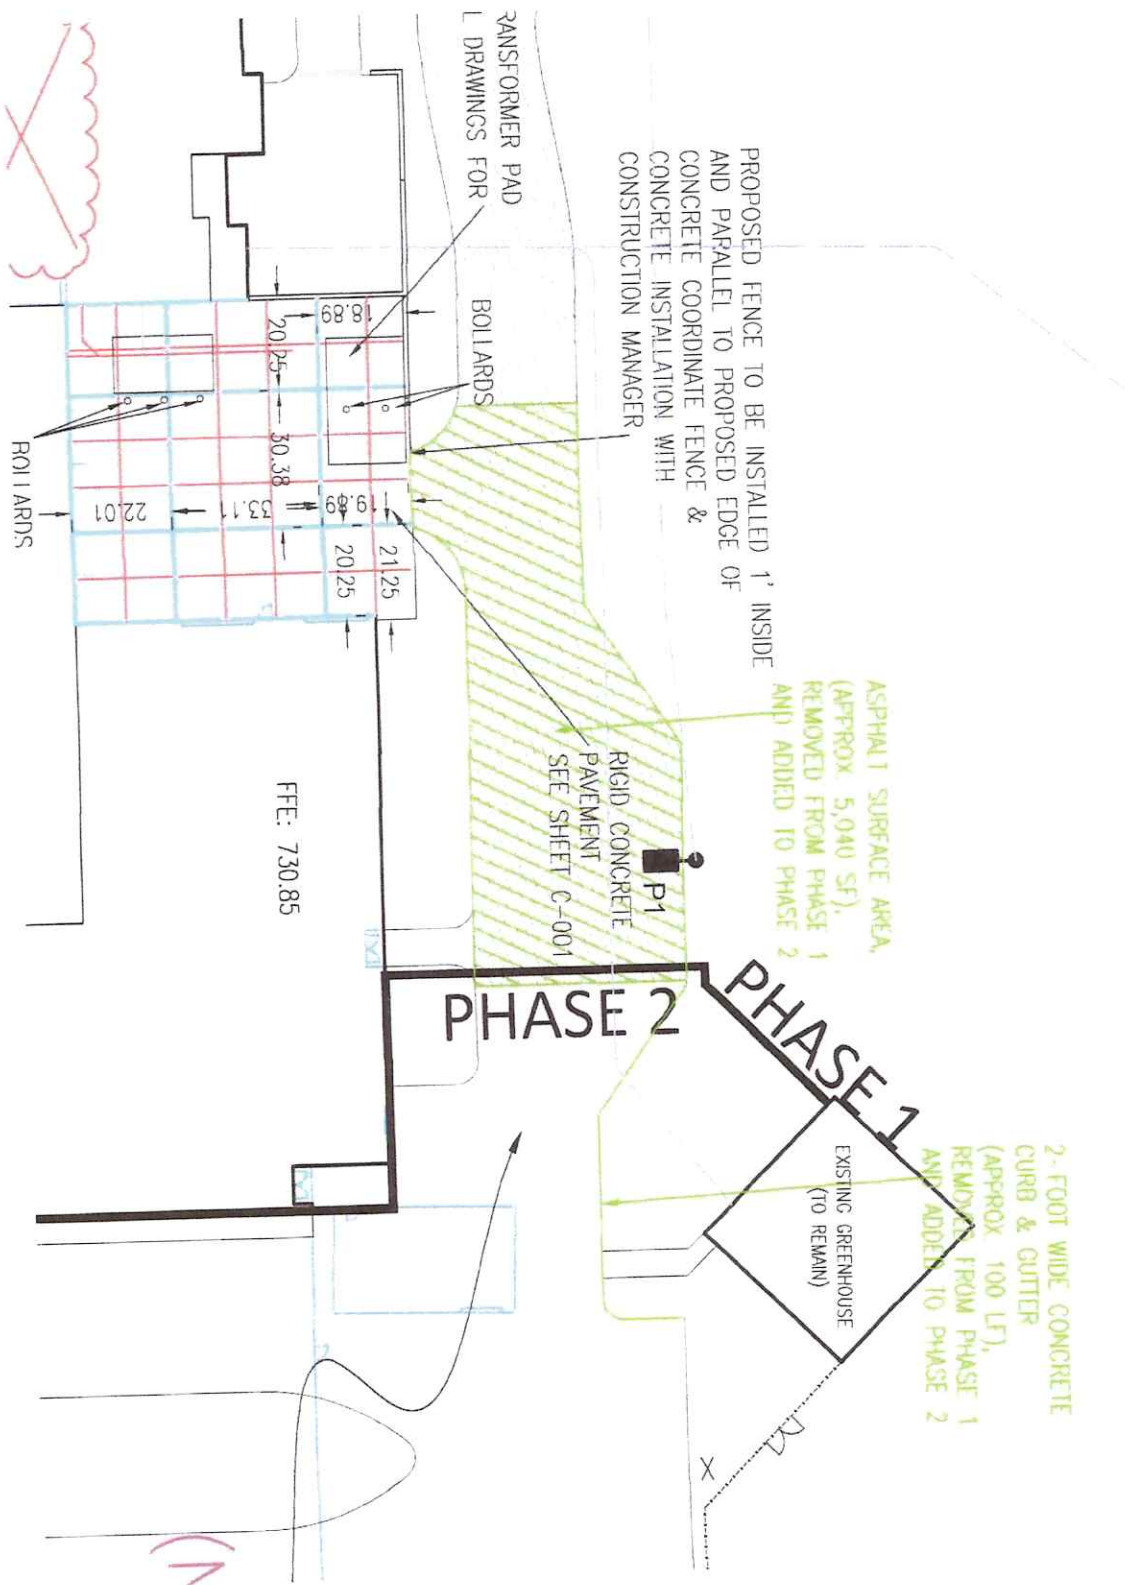 RANSFORMER PAD
L DRAWINGS FOR
PROPOSED FENCE TO BE INSTALLED 1' INSIDE
AND PARALLEL TO PROPOSED EDGE OF
CONCRETE COORDINATE FENCE &
CONCRETE INSTALLATION WITH
CONSTRUCTION MANAGER
BOLLARDS
18.89
20.25
30.38
19.89
33.11
22.01
21.25
20.25
BOLLARDS
ASPHALT SURFACE AREA,
(APPROX 5,040 SF),
REMOVED FROM PHASE 1
AND ADDED TO PHASE 2
RIGID CONCRETE
PAVEMENT
SEE SHEET C-001
P1
FFE: 730.85
PHASE 2
PHASE 1
2-FOOT WIDE CONCRETE
CURB & GUTTER
(APPROX 100 LF),
REMOVED FROM PHASE 1
AND ADDED TO PHASE 2
EXISTING GREENHOUSE
(TO REMAIN)
X